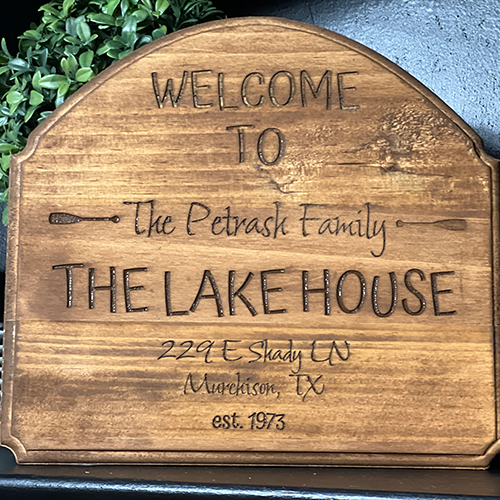 WELCOME
TO
The Petrash Family
THE LAKE HOUSE
229 E Shady LN
Murchison, TX
est. 1973